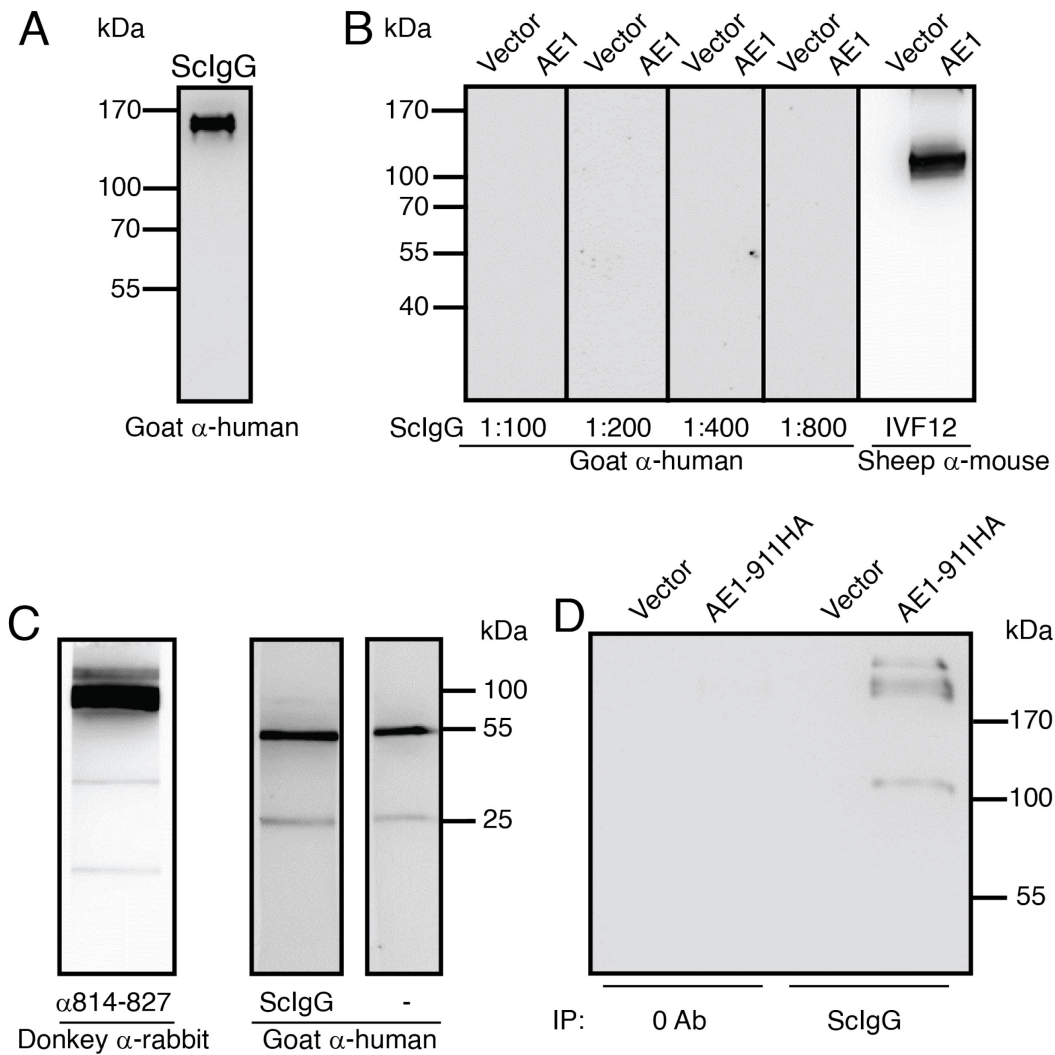 A
kDa
ScIgG
170
100
70
55
Goat α-human
B
kDa
Vector AE1 Vector AE1 Vector AE1 Vector AE1 Vector AE1
170
100
70
55
40
ScIgG 1:100 1:200 1:400 1:800 IVF12
Goat α-human Sheep α-mouse
C
kDa
100
55
25
α814-827 ScIgG -
Donkey α-rabbit Goat α-human
D
Vector AE1-911HA Vector AE1-911HA
kDa
170
100
55
IP: 0 Ab ScIgG